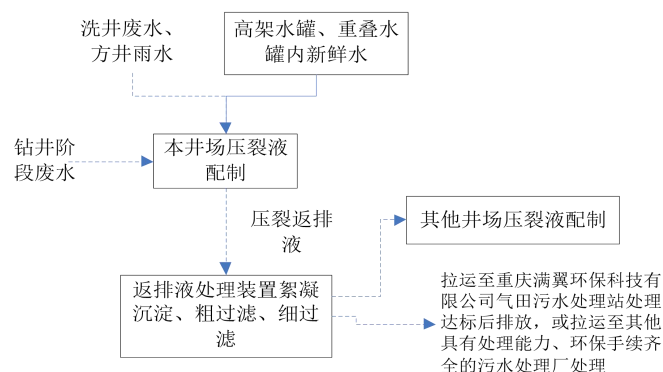 洗井废水、
方井雨水
高架水罐、重叠水
罐内新鲜水
钻井阶
段废水
本井场压裂液
配制
压裂返排
液
其他井场压裂液配制
返排液处理装置絮凝
沉淀、粗过滤、细过
滤
拉运至重庆满翼环保科技有
限公司气田污水处理站处理
达标后排放，或拉运至其他
具有处理能力、环保手续齐
全的污水处理厂处理